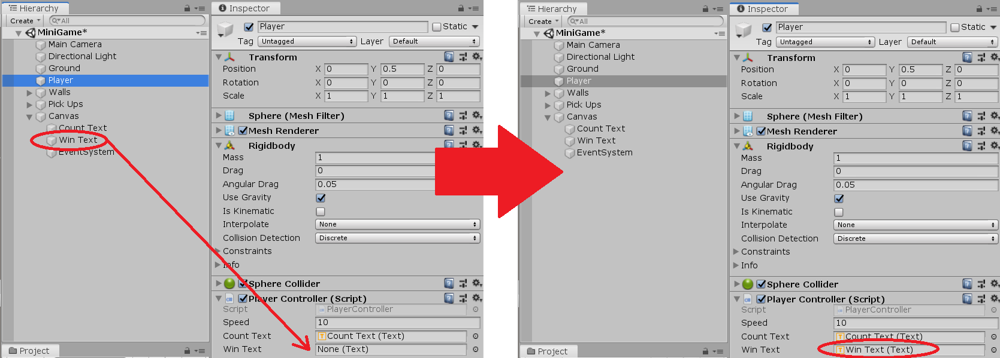 Hierarchy
Create
All
MiniGame*
Main Camera
Directional Light
Ground
Player
Walls
Pick Ups
Canvas
Count Text
Win Text
EventSystem
Project
Inspector
Player
Static
Tag Untagged Layer Default
Transform
Position X 0 Y 0.5 Z 0
Rotation X 0 Y 0 Z 0
Scale X 1 Y 1 Z 1
Sphere (Mesh Filter)
Mesh Renderer
Rigidbody
Mass 1
Drag 0
Angular Drag 0.05
Use Gravity
Is Kinematic
Interpolate None
Collision Detection Discrete
Constraints
Info
Sphere Collider
Player Controller (Script)
Script PlayerController
Speed 10
Count Text Count Text (Text)
Win Text None (Text)
Hierarchy
Create
All
MiniGame*
Main Camera
Directional Light
Ground
Player
Walls
Pick Ups
Canvas
Count Text
Win Text
EventSystem
Project
Inspector
Player
Static
Tag Untagged Layer Default
Transform
Position X 0 Y 0.5 Z 0
Rotation X 0 Y 0 Z 0
Scale X 1 Y 1 Z 1
Sphere (Mesh Filter)
Mesh Renderer
Rigidbody
Mass 1
Drag 0
Angular Drag 0.05
Use Gravity
Is Kinematic
Interpolate None
Collision Detection Discrete
Constraints
Info
Sphere Collider
Player Controller (Script)
Script PlayerController
Speed 10
Count Text Count Text (Text)
Win Text Win Text (Text)